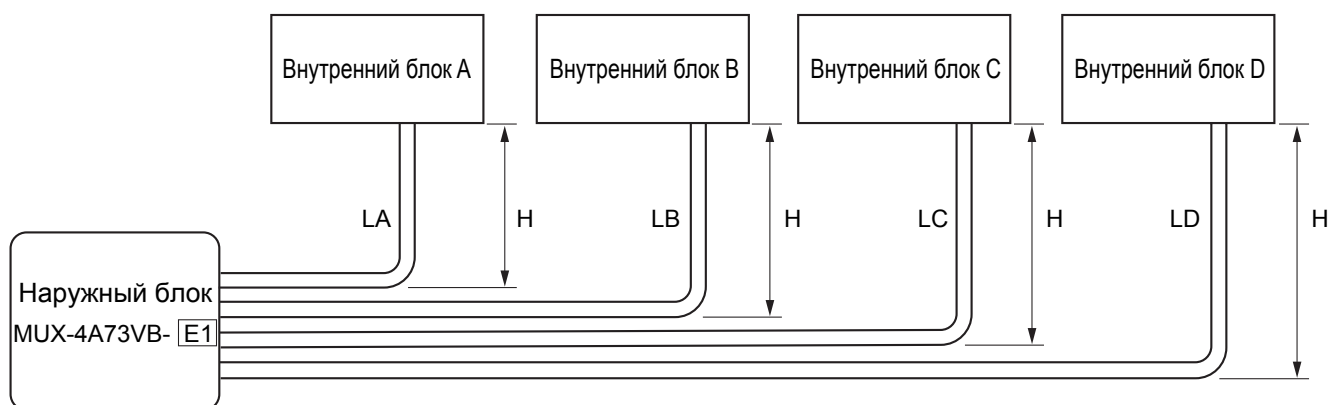 Внутренний блок A
Внутренний блок B
Внутренний блок C
Внутренний блок D
LA
H
LB
H
LC
H
LD
H
Наружный блок
MUX-4A73VB- E1